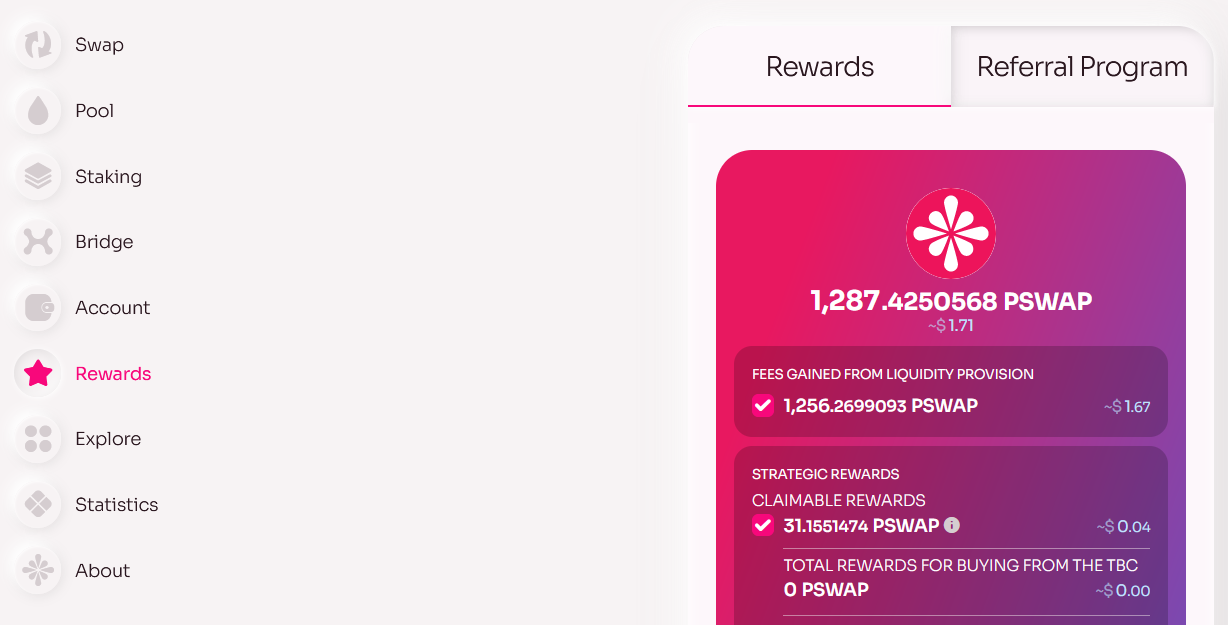 Swap
Pool
Staking
Bridge
Account
Rewards
Explore
Statistics
About
Rewards
Referral Program
1,287.4250568 PSWAP
~$ 1.71
FEES GAINED FROM LIQUIDITY PROVISION
1,256.2699093 PSWAP ~$ 1.67
STRATEGIC REWARDS
CLAIMABLE REWARDS
31.1551474 PSWAP ~$ 0.04
TOTAL REWARDS FOR BUYING FROM THE TBC
0 PSWAP ~$ 0.00